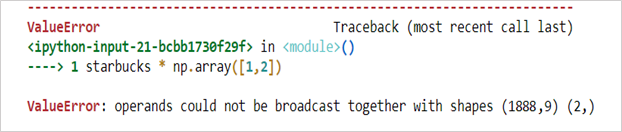 ---------------------------------------------------------------------------
ValueError                                Traceback (most recent call last)
<ipython-input-21-bcbb1730f29f> in <module>()
----> 1 starbucks * np.array([1,2])
ValueError: operands could not be broadcast together with shapes (1888,9) (2,)